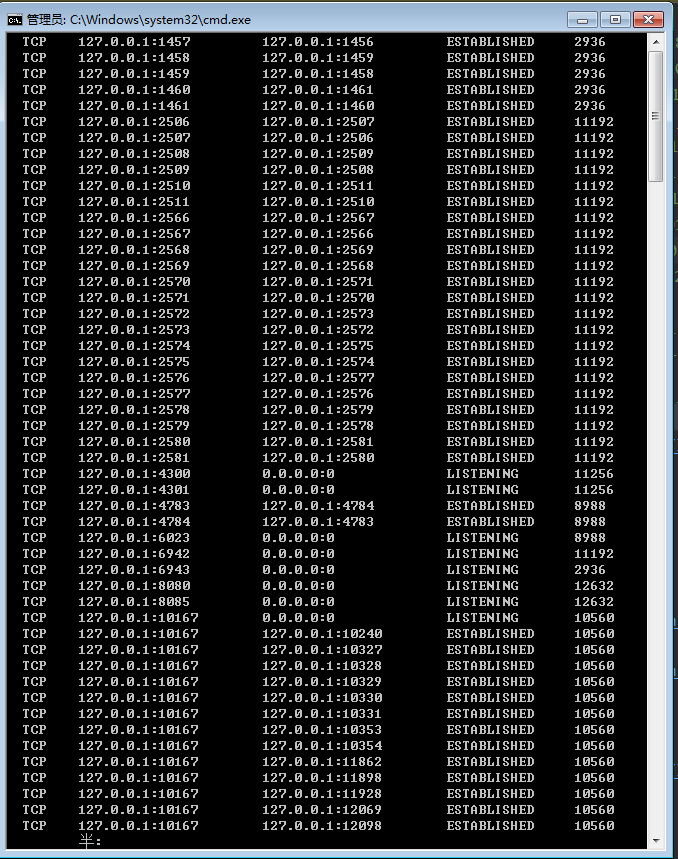 管理员: C:\Windows\system32\cmd.exe
TCP 127.0.0.1:1457 127.0.0.1:1456 ESTABLISHED 2936
TCP 127.0.0.1:1458 127.0.0.1:1459 ESTABLISHED 2936
TCP 127.0.0.1:1459 127.0.0.1:1458 ESTABLISHED 2936
TCP 127.0.0.1:1460 127.0.0.1:1461 ESTABLISHED 2936
TCP 127.0.0.1:1461 127.0.0.1:1460 ESTABLISHED 2936
TCP 127.0.0.1:2506 127.0.0.1:2507 ESTABLISHED 11192
TCP 127.0.0.1:2507 127.0.0.1:2506 ESTABLISHED 11192
TCP 127.0.0.1:2508 127.0.0.1:2509 ESTABLISHED 11192
TCP 127.0.0.1:2509 127.0.0.1:2508 ESTABLISHED 11192
TCP 127.0.0.1:2510 127.0.0.1:2511 ESTABLISHED 11192
TCP 127.0.0.1:2511 127.0.0.1:2510 ESTABLISHED 11192
TCP 127.0.0.1:2566 127.0.0.1:2567 ESTABLISHED 11192
TCP 127.0.0.1:2567 127.0.0.1:2566 ESTABLISHED 11192
TCP 127.0.0.1:2568 127.0.0.1:2569 ESTABLISHED 11192
TCP 127.0.0.1:2569 127.0.0.1:2568 ESTABLISHED 11192
TCP 127.0.0.1:2570 127.0.0.1:2571 ESTABLISHED 11192
TCP 127.0.0.1:2571 127.0.0.1:2570 ESTABLISHED 11192
TCP 127.0.0.1:2572 127.0.0.1:2573 ESTABLISHED 11192
TCP 127.0.0.1:2573 127.0.0.1:2572 ESTABLISHED 11192
TCP 127.0.0.1:2574 127.0.0.1:2575 ESTABLISHED 11192
TCP 127.0.0.1:2575 127.0.0.1:2574 ESTABLISHED 11192
TCP 127.0.0.1:2576 127.0.0.1:2577 ESTABLISHED 11192
TCP 127.0.0.1:2577 127.0.0.1:2576 ESTABLISHED 11192
TCP 127.0.0.1:2578 127.0.0.1:2579 ESTABLISHED 11192
TCP 127.0.0.1:2579 127.0.0.1:2578 ESTABLISHED 11192
TCP 127.0.0.1:2580 127.0.0.1:2581 ESTABLISHED 11192
TCP 127.0.0.1:2581 127.0.0.1:2580 ESTABLISHED 11192
TCP 127.0.0.1:4300 0.0.0.0:0 LISTENING 11256
TCP 127.0.0.1:4301 0.0.0.0:0 LISTENING 11256
TCP 127.0.0.1:4783 127.0.0.1:4784 ESTABLISHED 8988
TCP 127.0.0.1:4784 127.0.0.1:4783 ESTABLISHED 8988
TCP 127.0.0.1:6023 0.0.0.0:0 LISTENING 8988
TCP 127.0.0.1:6942 0.0.0.0:0 LISTENING 11192
TCP 127.0.0.1:6943 0.0.0.0:0 LISTENING 2936
TCP 127.0.0.1:8080 0.0.0.0:0 LISTENING 12632
TCP 127.0.0.1:8085 0.0.0.0:0 LISTENING 12632
TCP 127.0.0.1:10167 0.0.0.0:0 LISTENING 10560
TCP 127.0.0.1:10167 127.0.0.1:10240 ESTABLISHED 10560
TCP 127.0.0.1:10167 127.0.0.1:10327 ESTABLISHED 10560
TCP 127.0.0.1:10167 127.0.0.1:10328 ESTABLISHED 10560
TCP 127.0.0.1:10167 127.0.0.1:10329 ESTABLISHED 10560
TCP 127.0.0.1:10167 127.0.0.1:10330 ESTABLISHED 10560
TCP 127.0.0.1:10167 127.0.0.1:10331 ESTABLISHED 10560
TCP 127.0.0.1:10167 127.0.0.1:10353 ESTABLISHED 10560
TCP 127.0.0.1:10167 127.0.0.1:10354 ESTABLISHED 10560
TCP 127.0.0.1:10167 127.0.0.1:11862 ESTABLISHED 10560
TCP 127.0.0.1:10167 127.0.0.1:11898 ESTABLISHED 10560
TCP 127.0.0.1:10167 127.0.0.1:11928 ESTABLISHED 10560
TCP 127.0.0.1:10167 127.0.0.1:12069 ESTABLISHED 10560
TCP 127.0.0.1:10167 127.0.0.1:12098 ESTABLISHED 10560
半: